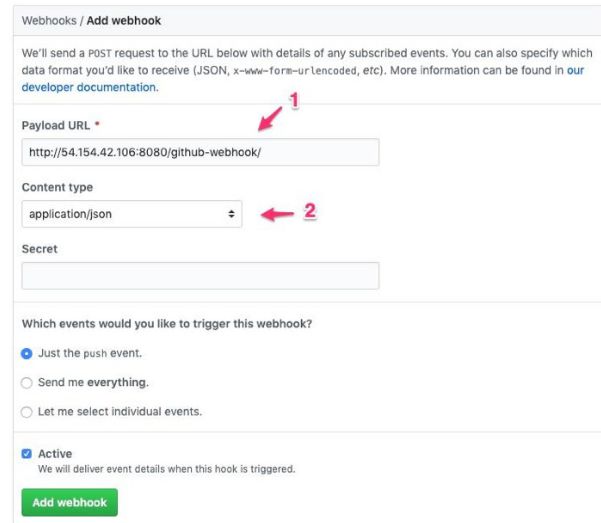 Webhooks / Add webhook
We'll send a POST request to the URL below with details of any subscribed events. You can also specify which
data format you'd like to receive (JSON, x-www-form-urlencoded, etc). More information can be found in our
developer documentation.
1
Payload URL *
http://54.154.42.106:8080/github-webhook/
Content type
application/json
2
Secret
Which events would you like to trigger this webhook?
Just the push event.
Send me everything.
Let me select individual events.
Active
We will deliver event details when this hook is triggered.
Add webhook